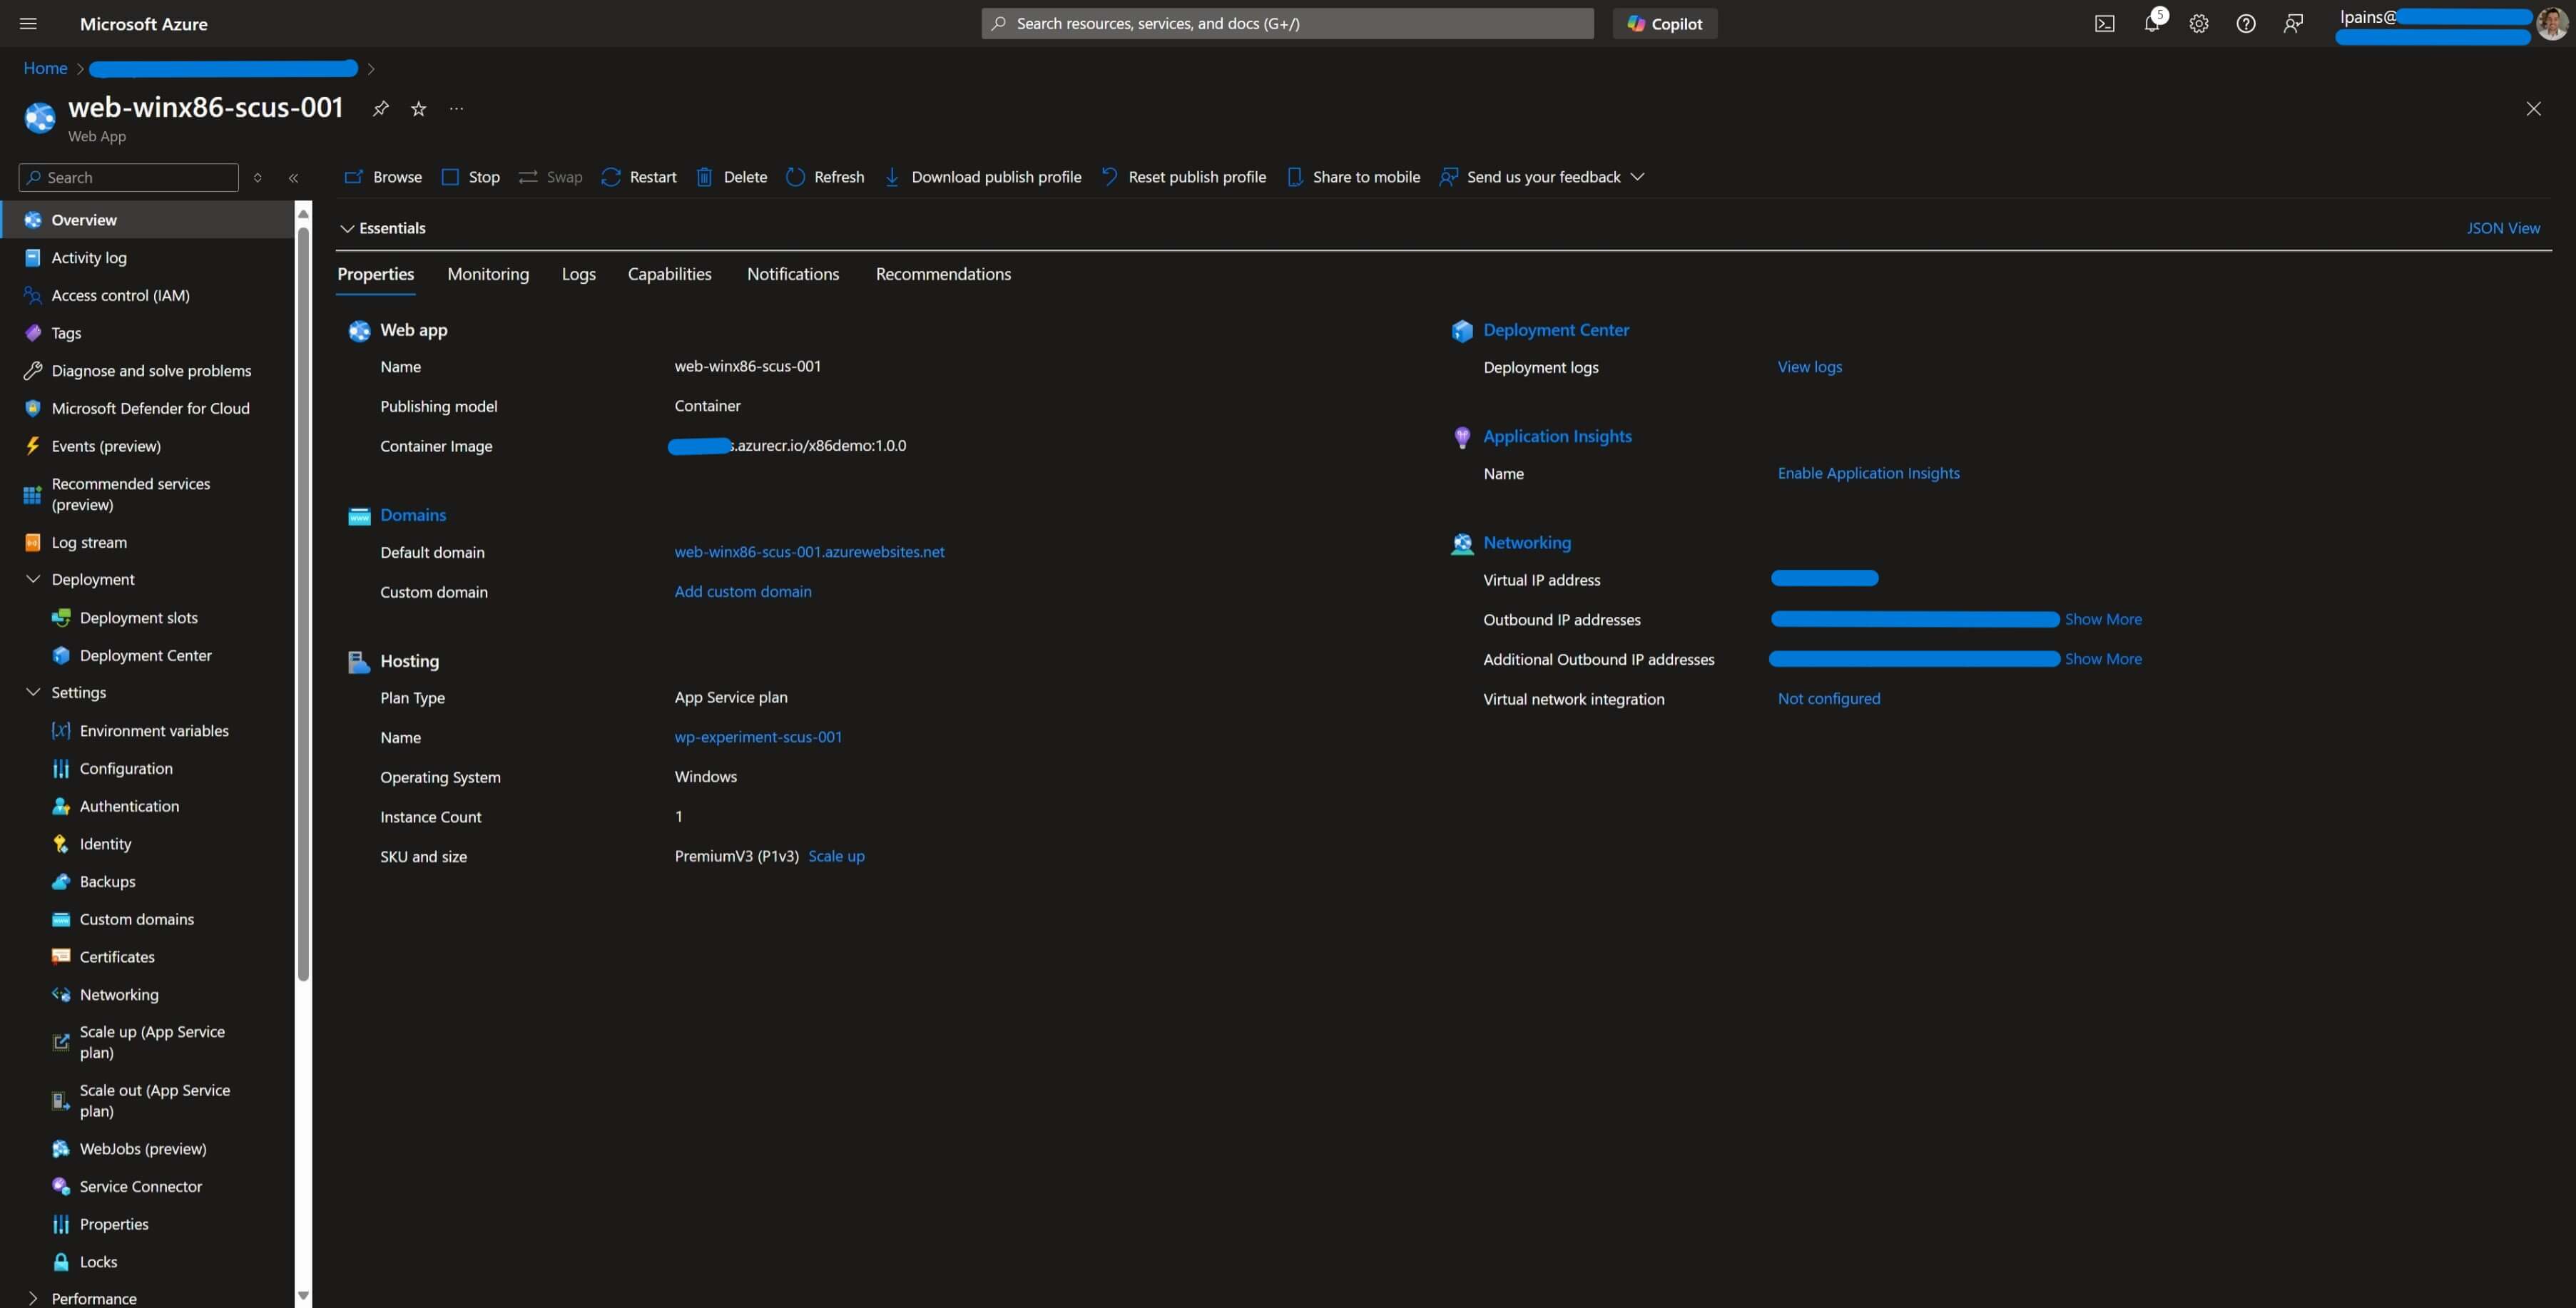 Microsoft Azure
Search resources, services, and docs (G+/)
Copilot
5
lpains@
Home
web-winx86-scus-001
Web App
Search
Browse
Stop
Swap
Restart
Delete
Refresh
Download publish profile
Reset publish profile
Share to mobile
Send us your feedback
Overview
Activity log
Access control (IAM)
Tags
Diagnose and solve problems
Microsoft Defender for Cloud
Events (preview)
Recommended services
(preview)
Log stream
Deployment
Deployment slots
Deployment Center
Settings
Environment variables
Configuration
Authentication
Identity
Backups
Custom domains
Certificates
Networking
Scale up (App Service
plan)
Scale out (App Service
plan)
WebJobs (preview)
Service Connector
Properties
Locks
Performance
Essentials
JSON View
Properties
Monitoring
Logs
Capabilities
Notifications
Recommendations
Web app
Name web-winx86-scus-001
Publishing model Container
Container Image s.azurecr.io/x86demo:1.0.0
Domains
Default domain web-winx86-scus-001.azurewebsites.net
Custom domain Add custom domain
Hosting
Plan Type App Service plan
Name wp-experiment-scus-001
Operating System Windows
Instance Count 1
SKU and size PremiumV3 (P1v3) Scale up
Deployment Center
Deployment logs View logs
Application Insights
Name Enable Application Insights
Networking
Virtual IP address
Outbound IP addresses Show More
Additional Outbound IP addresses Show More
Virtual network integration Not configured